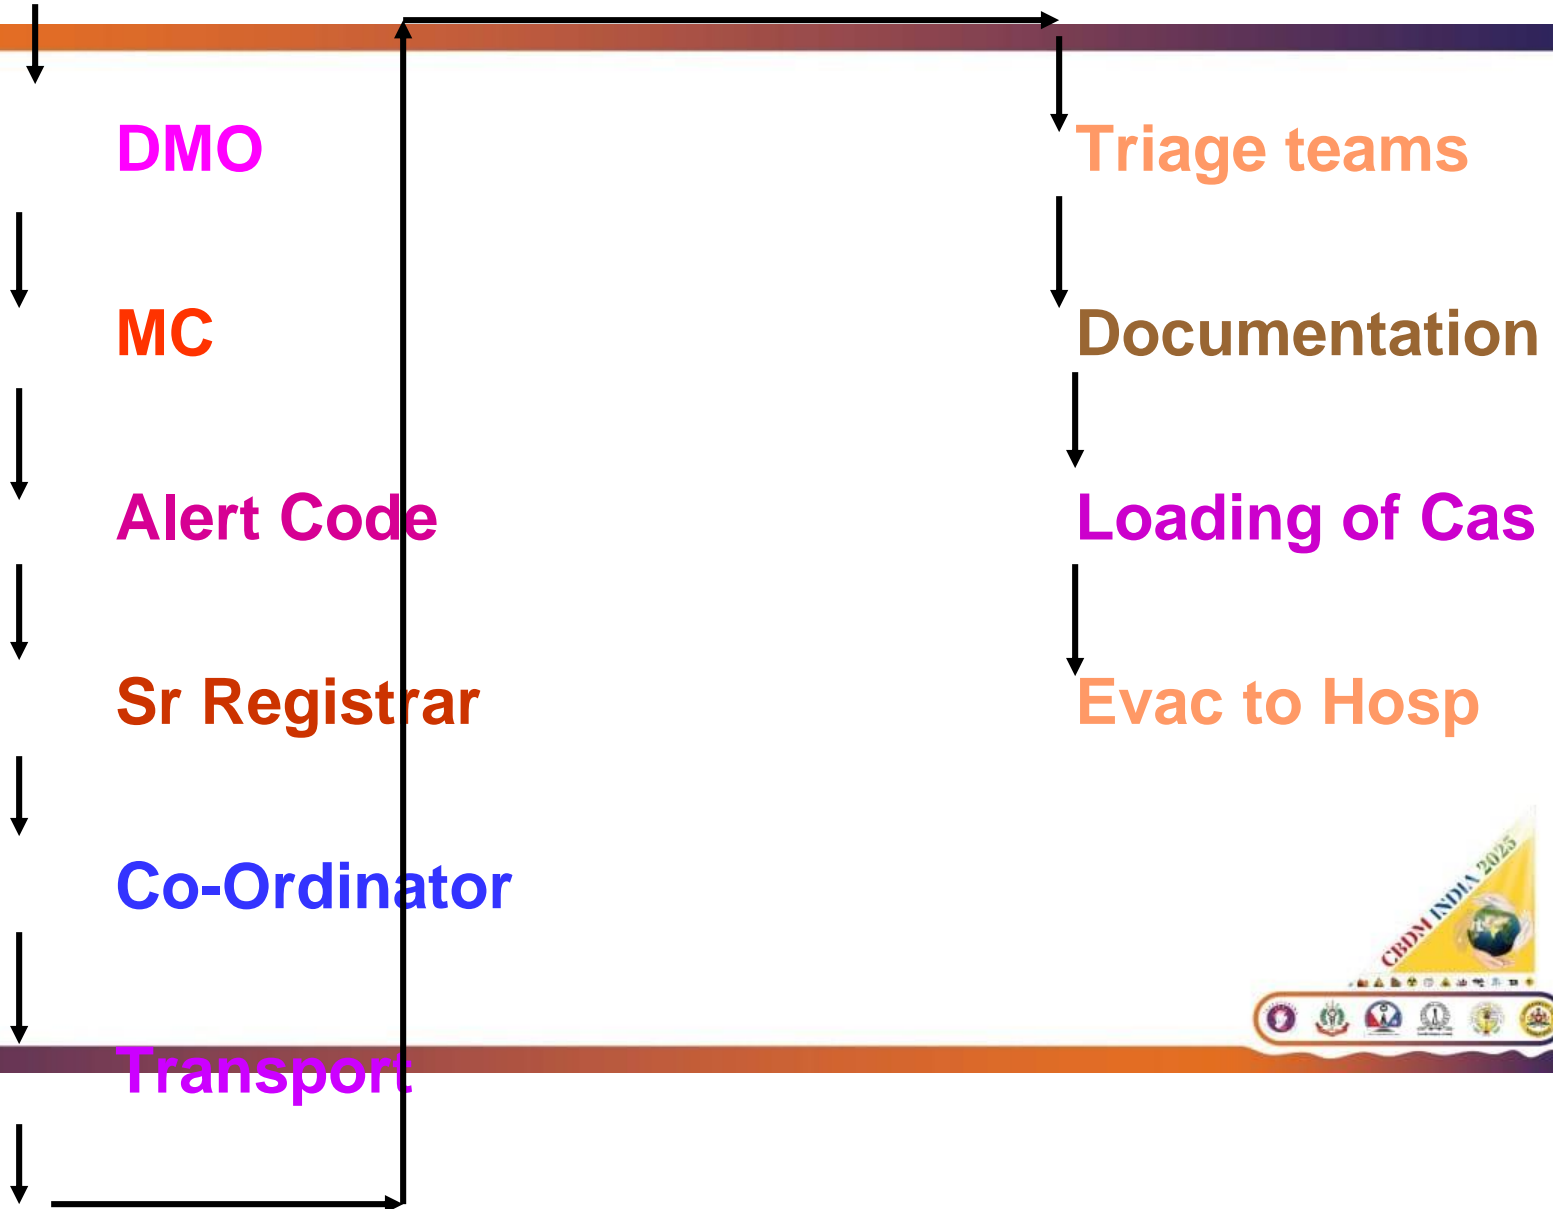 DMO
MC
Alert Code
Sr Registrar
Co-Ordinator
Transport
Triage teams
Documentation
Loading of Cas
Evac to Hosp
CBDM INDIA 2025